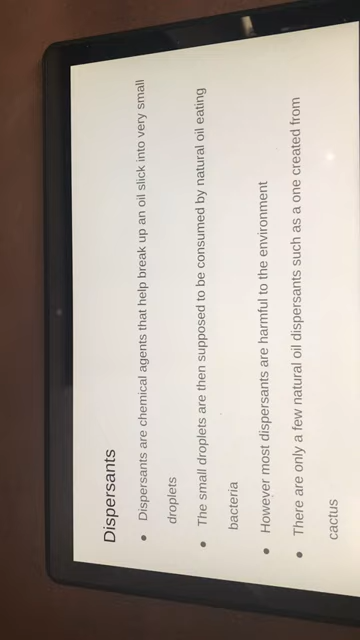 Dispersants
● Dispersants are chemical agents that help break up an oil slick into very small
droplets
● The small droplets are then supposed to be consumed by natural oil eating
bacteria
● However most dispersants are harmful to the environment
● There are only a few natural oil dispersants such as a one created from
cactus